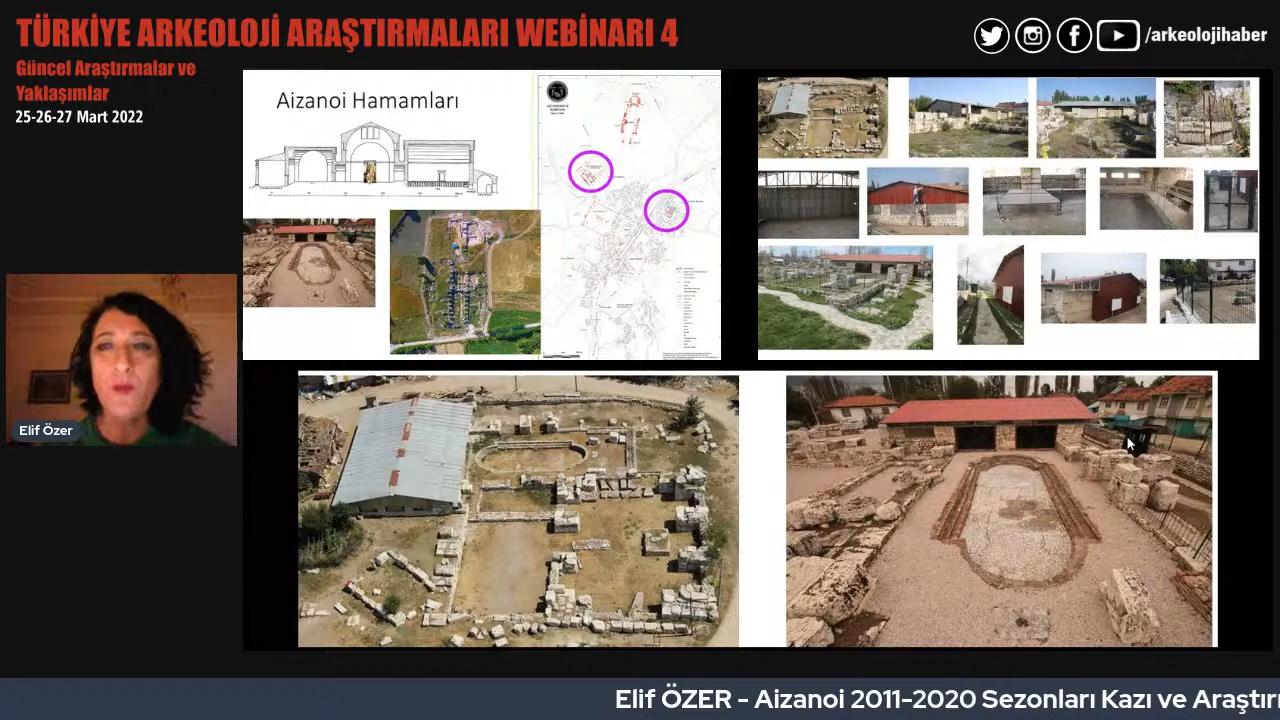 TÜRKİYE ARKEOLOJİ ARAŞTIRMALARI WEBİNARI 4
Güncel Araştırmalar ve
Yaklaşımlar
25-26-27 Mart 2022
/arkeolojihaber
Aizanoi Hamamları
Elif Özer
Elif ÖZER - Aizanoi 2011-2020 Sezonları Kazı ve Araştır